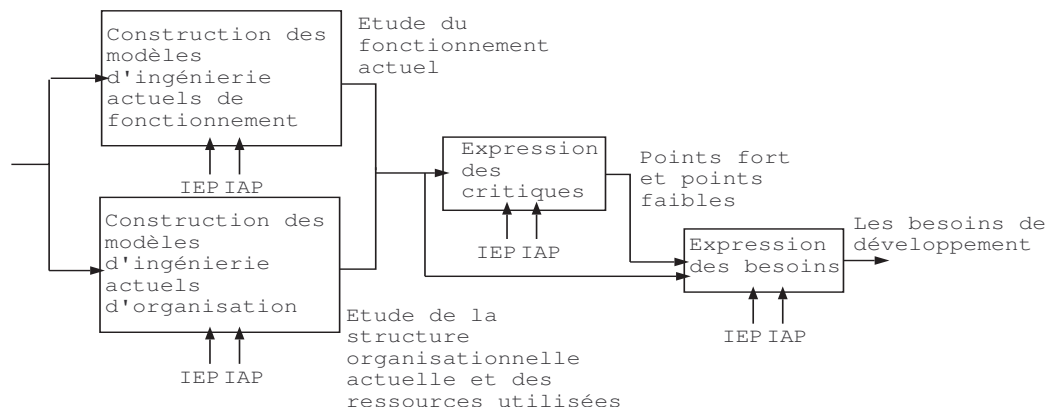 Construction des
modèles
d'ingénierie
actuels de
fonctionnement
IEP IAP
Etude du
fonctionnement
actuel
Construction des
modèles
d'ingénierie
actuels
d'organisation
IEP IAP
Etude de la
structure
organisationnelle
actuelle et des
ressources utilisées
Expression
des
critiques
IEP IAP
Points fort
et points
faibles
Expression
des besoins
IEP IAP
Les besoins de
développement